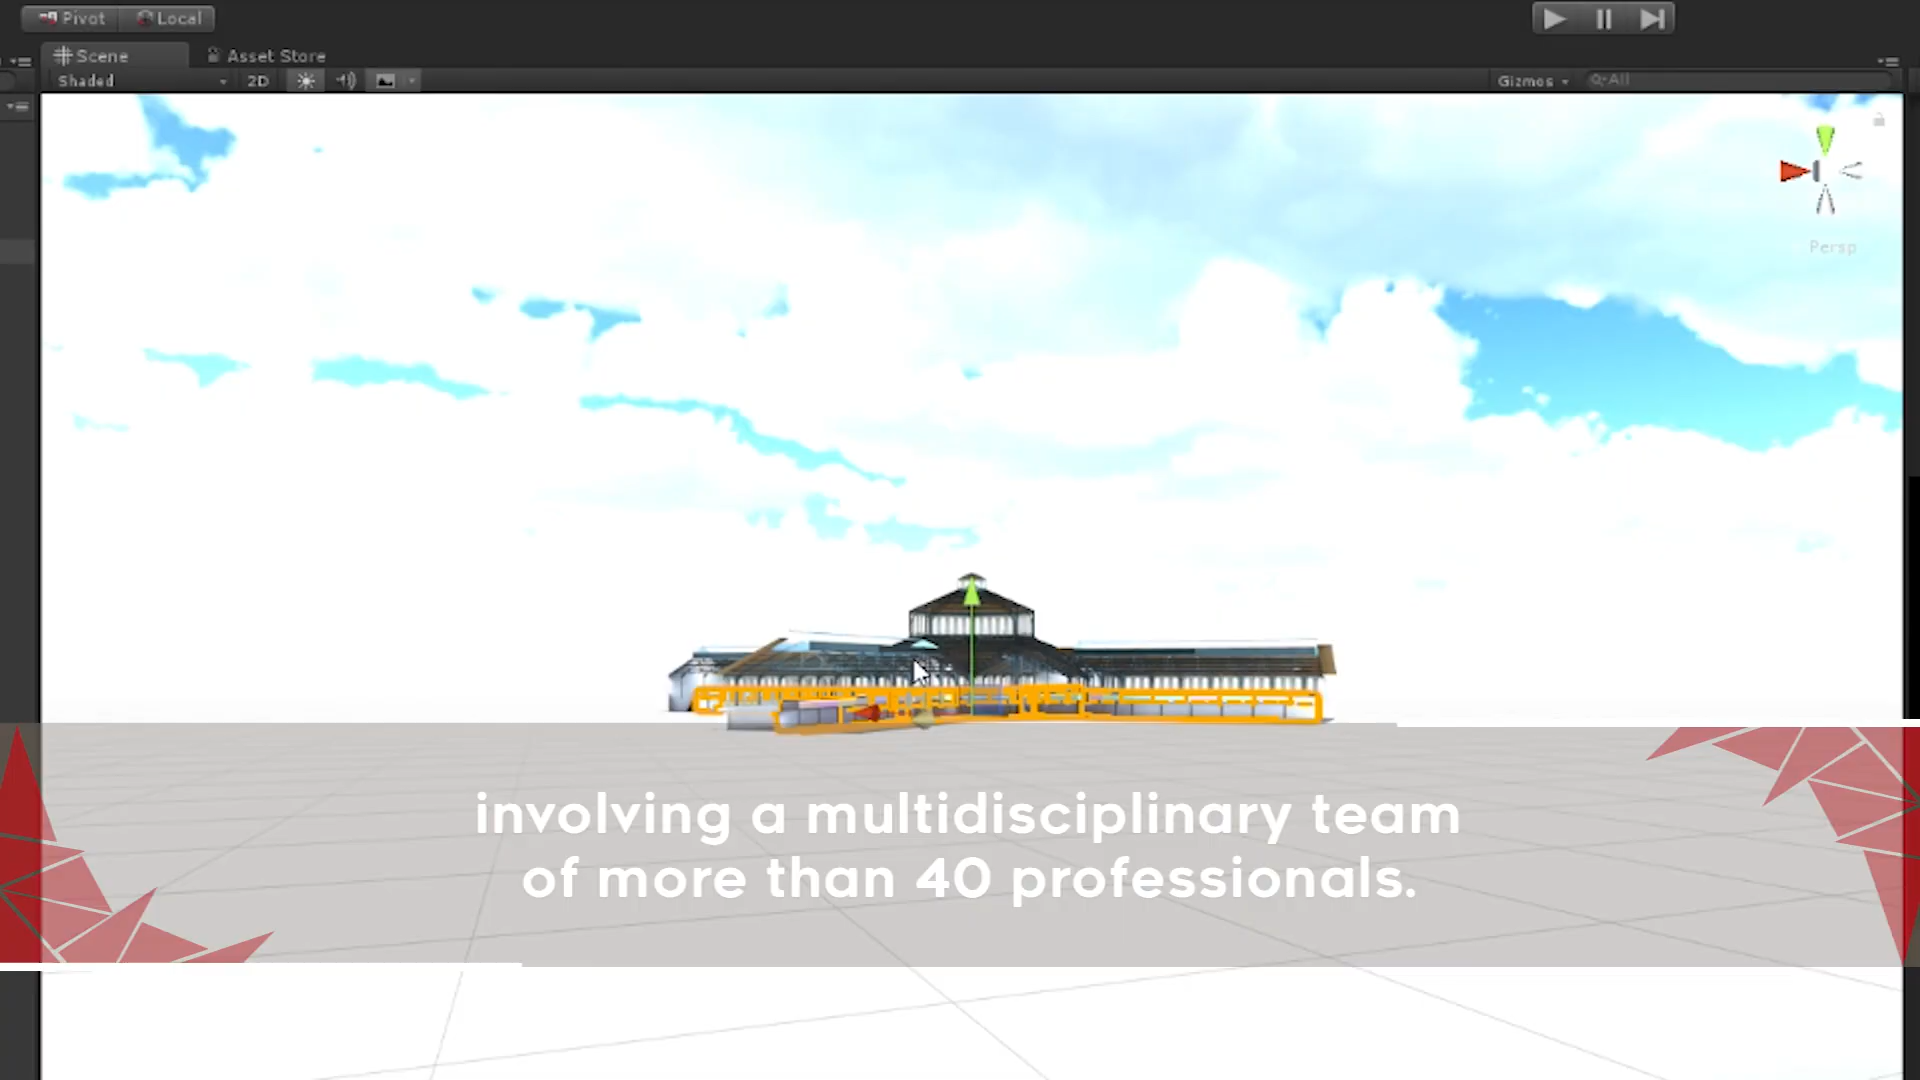 Pivot
Local
Scene
Asset Store
Shaded
2D
Gizmos
All
Persp
involving a multidisciplinary team
of more than 40 professionals.